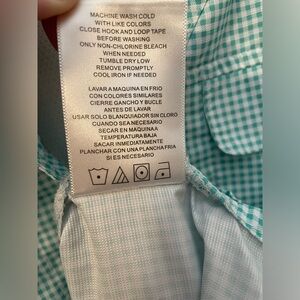 MACHINE WASH COLD
WITH LIKE COLORS
CLOSE HOOK AND LOOP TAPE
BEFORE WASHING
ONLY NON-CHLORINE BLEACH
WHEN NEEDED
TUMBLE DRY LOW
REMOVE PROMPTLY
COOL IRON IF NEEDED
LAVAR A MAQUINA EN FRIO
CON COLORES SIMILARES
CIERRE GANCHO Y BUCLE
ANTES DE LAVAR
USAR SOLO BLANQUIADOR SIN CLORO
CUANDO SEA NECESARIO
SECAR EN MAQUINA A
TEMPERATURA BAJA
SACAR INMEDIATAMENTE
PLANCHAR CON UNA PLANCHA FRIA
SI ES NECESARIO